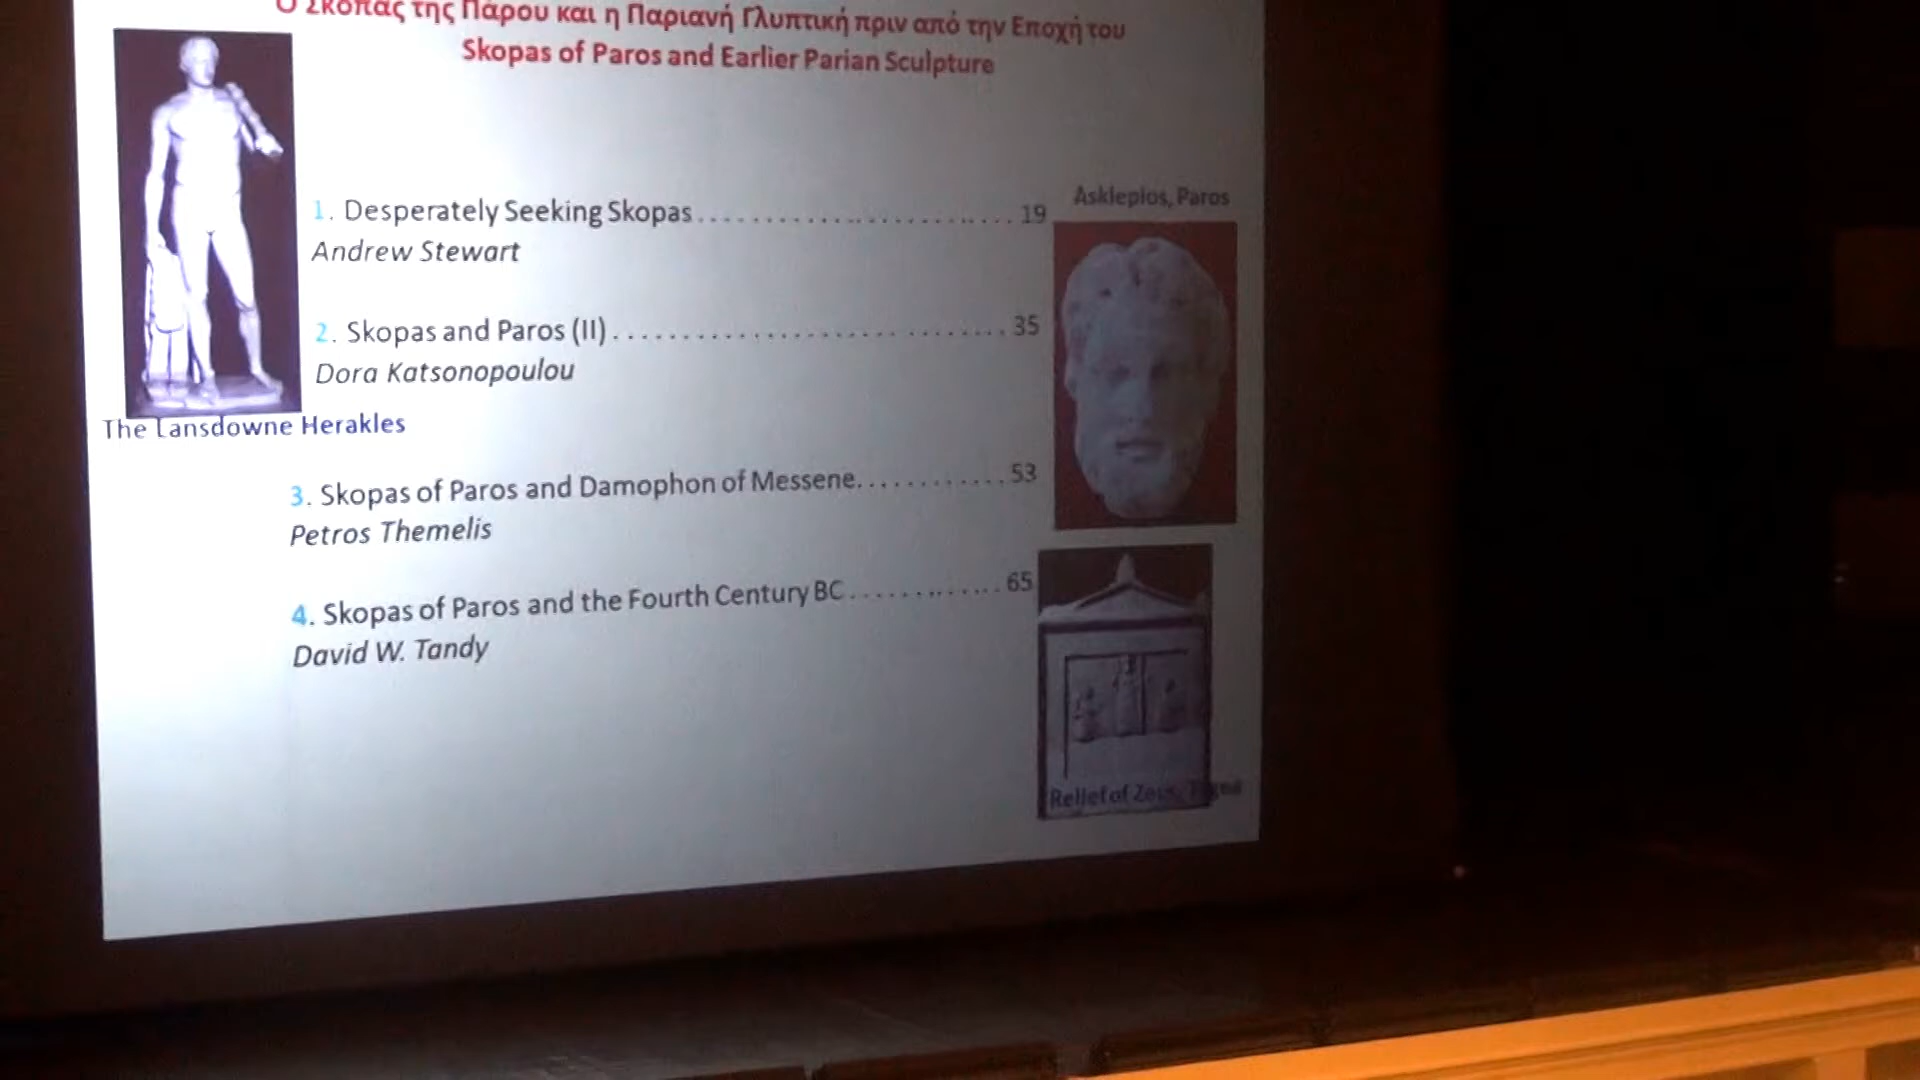 Ο Σκόπας της Πάρου και η Παριανή Γλυπτική πριν από την Εποχή του
Skopas of Paros and Earlier Parian Sculpture
Asklepios, Paros
1. Desperately Seeking Skopas........................19
Andrew Stewart
2. Skopas and Paros (II).............................35
Dora Katsonopoulou
The Lansdowne Herakles
3. Skopas of Paros and Damophon of Messene............53
Petros Themelis
4. Skopas of Paros and the Fourth Century BC............65
David W. Tandy
Relief of Zeus, Tegea